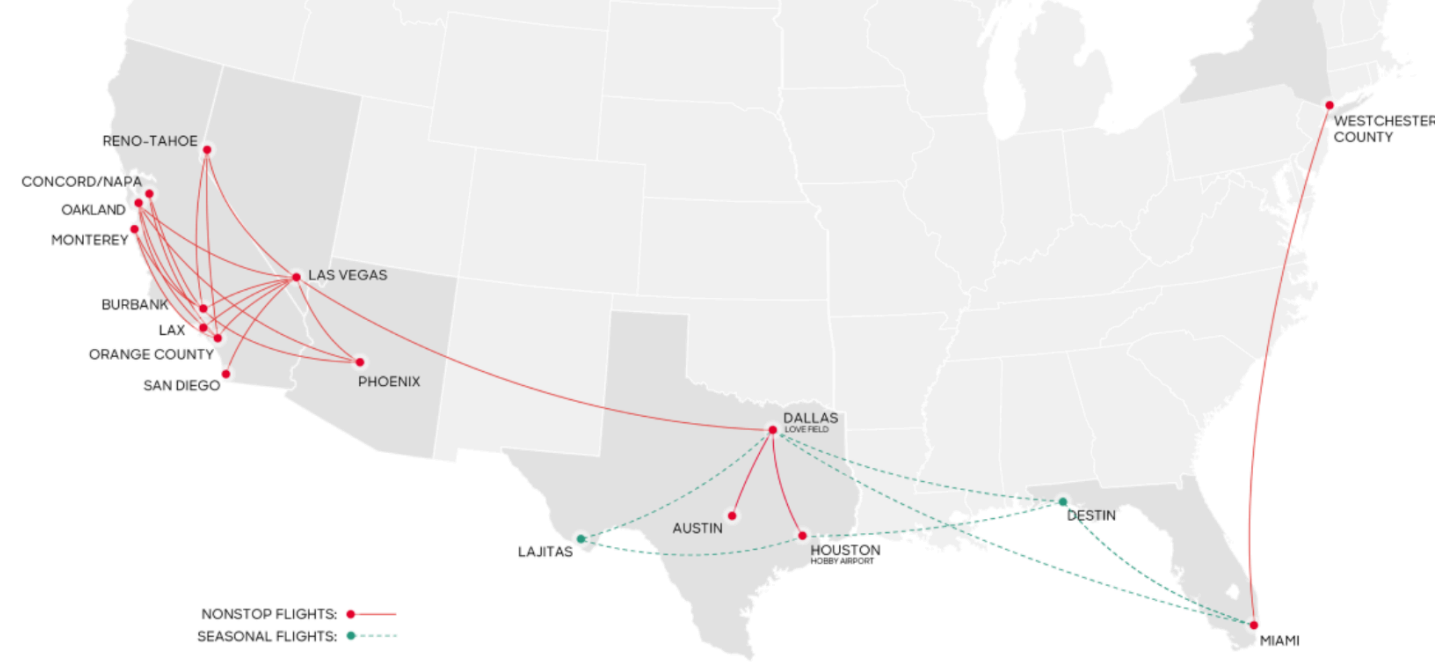 WESTCHESTER
COUNTY
RENO-TAHOE
CONCORD/NAPA
OAKLAND
MONTEREY
LAS VEGAS
BURBANK
LAX
ORANGE COUNTY
SAN DIEGO
PHOENIX
DALLAS
LOVE FIELD
AUSTIN
DESTIN
LAJITAS
HOUSTON
HOBBY AIRPORT
NONSTOP FLIGHTS:
SEASONAL FLIGHTS:
MIAMI